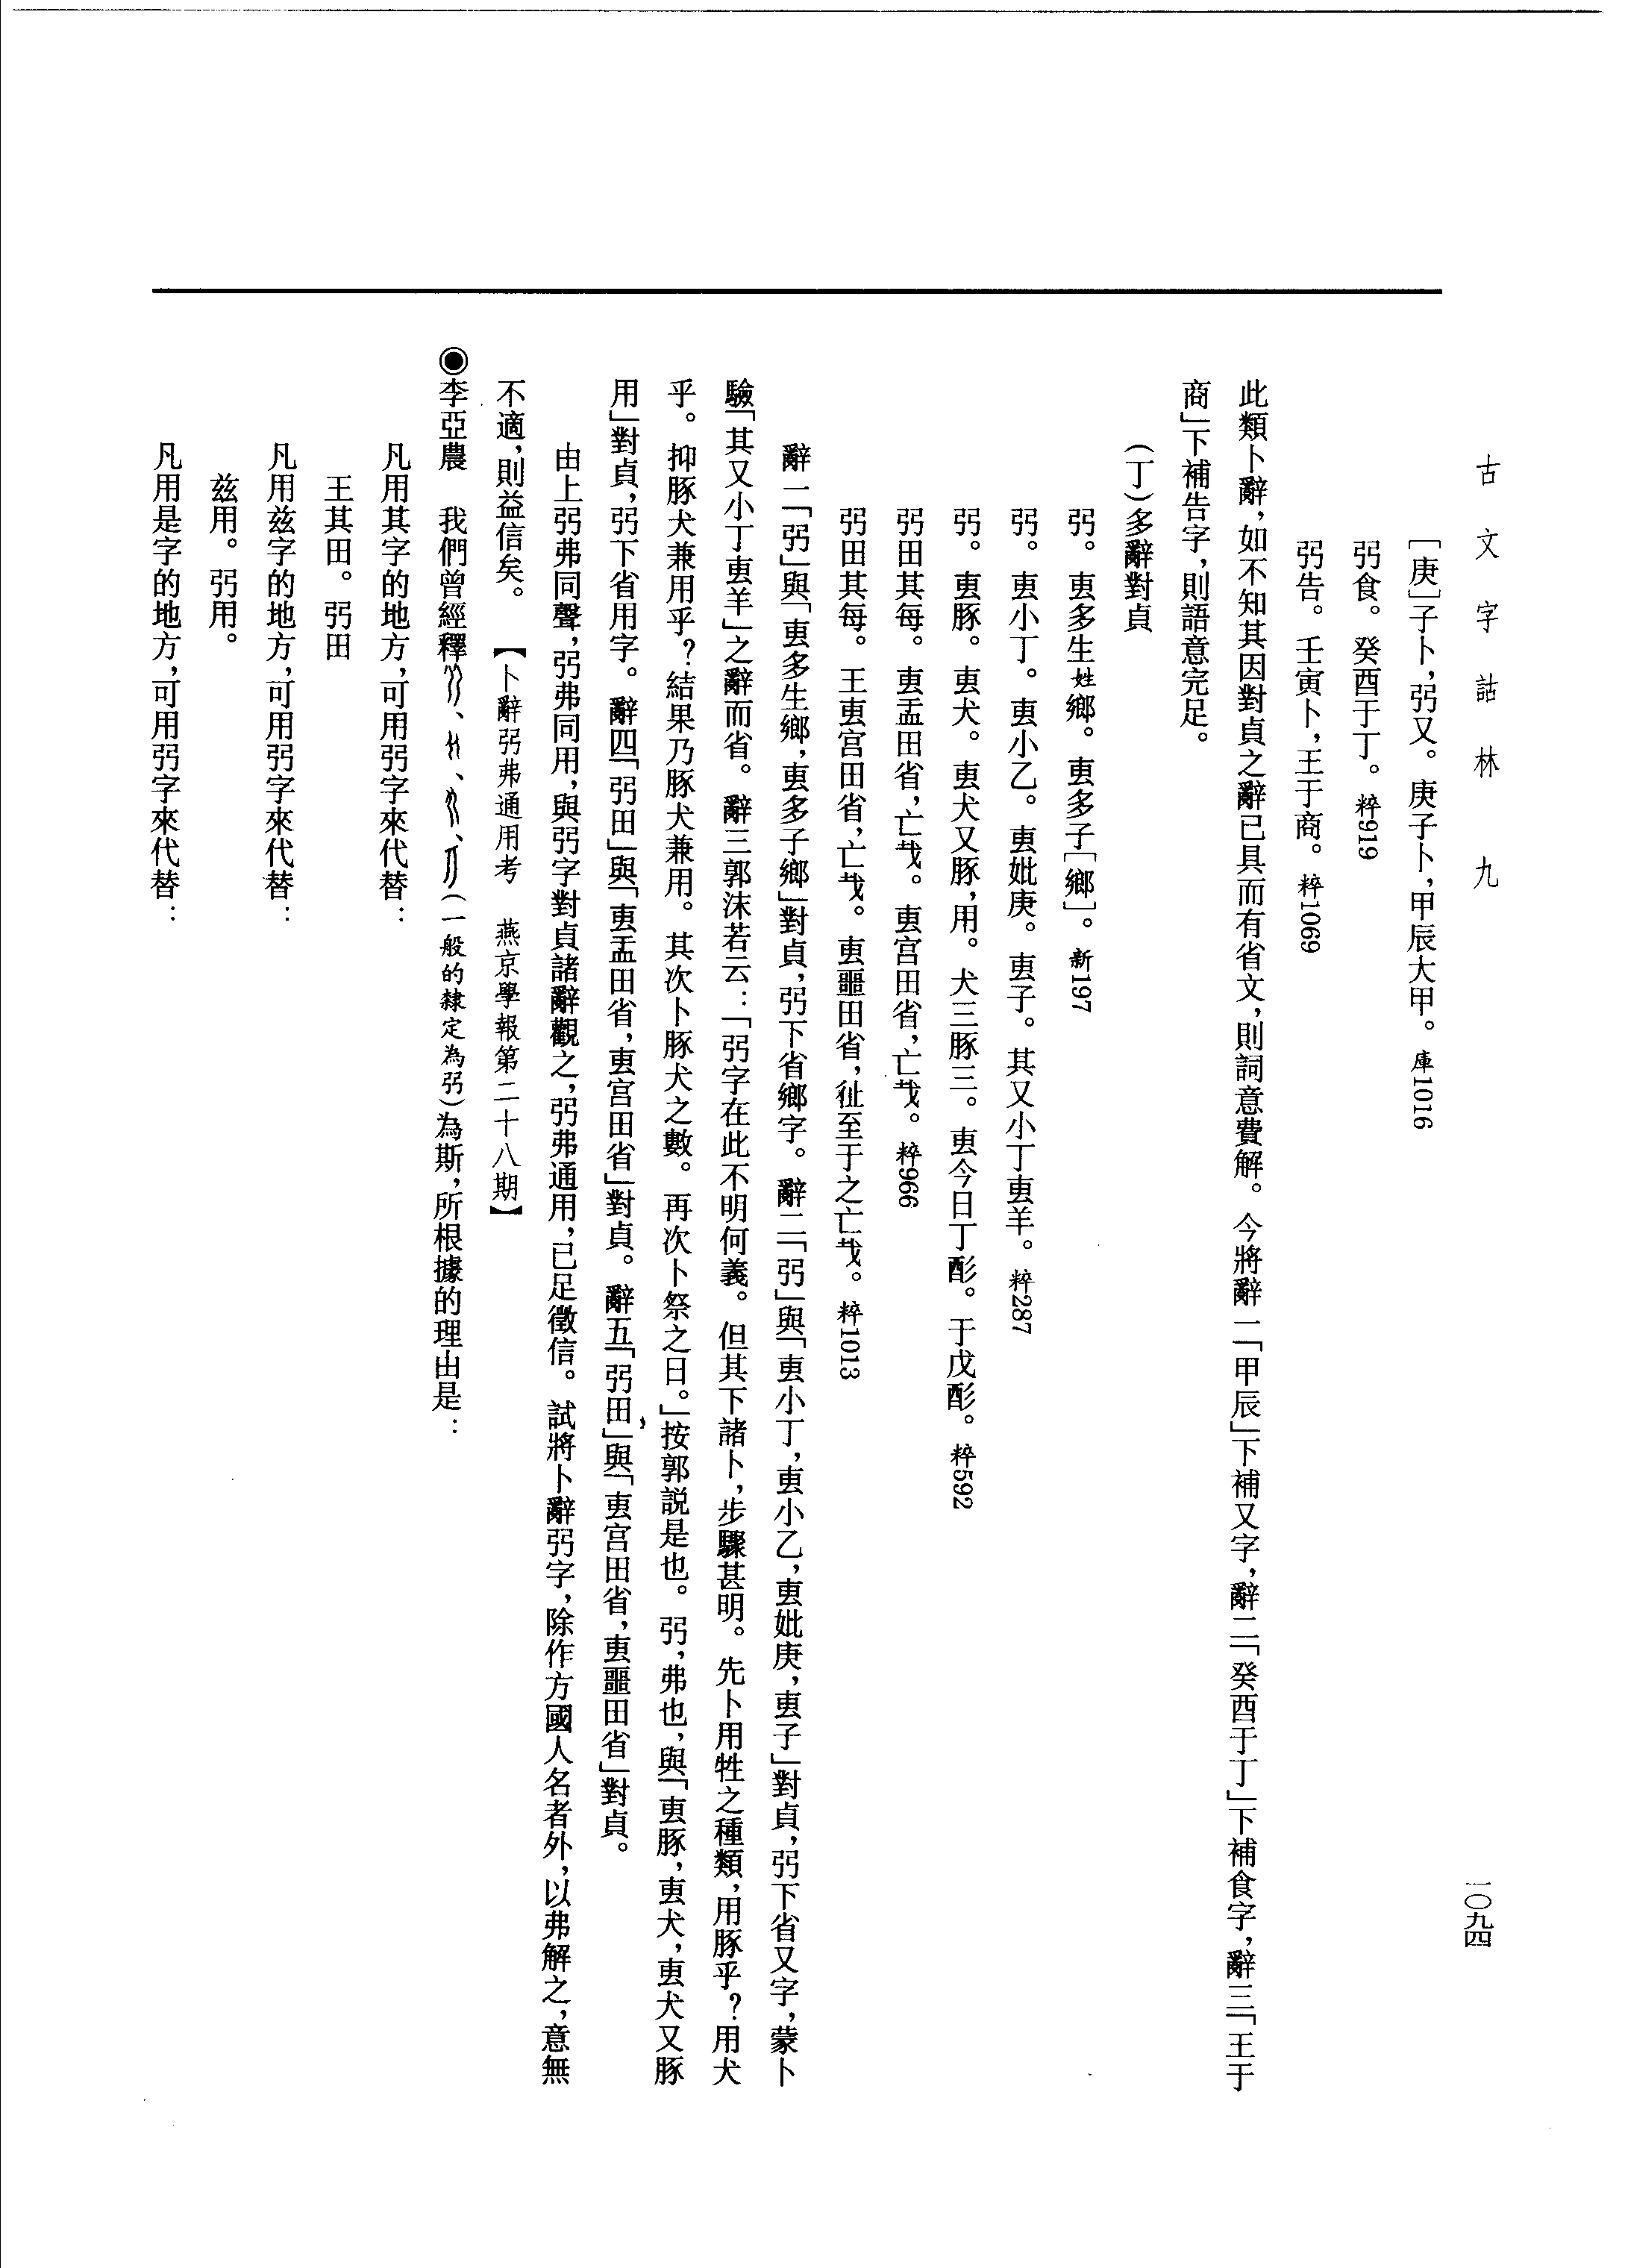 古文字詁林 九
一〇九四
[庚]子卜，弜又。庚子卜，甲辰大甲。庫1016
弜食。癸酉于丁。粹919
弜告。壬寅卜，王于商。粹1069
此類卜辭，如不知其因對貞之辭已具而有省文，則詞意費解。今將辭一「甲辰」下補又字，辭二「癸酉于丁」下補食字，辭三「王于
商」下補告字，則語意完足。
(丁)多辭對貞
弜。叀多生姓鄉。叀多子[鄉]。新197
弜。叀小丁。叀小乙。叀妣庚。叀子。其又小丁叀羊。粹287
弜。叀豚。叀犬。叀犬又豚，用。犬三豚三。叀今日丁酌。于戊酌。粹592
弜田其每。叀盂田省，亡𢦏。叀宫田省，亡𢦏。粹966
弜田其每。王叀宫田省，亡𢦏。叀噩田省，䢔至于之亡𢦏。粹1013
辭一「弜」與「叀多生鄉，叀多子鄉」對貞，弜下省鄉字。辭二「弜」與「叀小丁，叀小乙，叀妣庚，叀子」對貞，弜下省又字，蒙卜
驗「其又小丁叀羊」之辭而省。辭三郭沫若云：「弜字在此不明何義。但其下諸卜，步驟甚明。先卜用牲之種類，用豚乎？用犬
乎。抑豚犬兼用乎？結果乃豚犬兼用。其次卜豚犬之數。再次卜祭之日。」按郭説是也。弜，弗也，與「叀豚，叀犬，叀犬又豚
用」對貞，弜下省用字。辭四「弜田」與「叀盂田省，叀宫田省」對貞。辭五「弜田」與「叀宫田省，叀噩田省」對貞。
由上弜弗同聲，弜弗同用，與弜字對貞諸辭觀之，弜弗通用，已足徵信。試將卜辭弜字，除作方國人名者外，以弗解之，意無
不適，則益信矣。【卜辭弜弗通用考 燕京學報第二十八期】
◉李亞農 我們曾經釋、、、(一般的隸定為弜)為斯，所根據的理由是：
凡用其字的地方，可用弜字來代替：
王其田。弜田
凡用兹字的地方，可用弜字來代替：
兹用。弜用。
凡用是字的地方，可用弜字來代替：